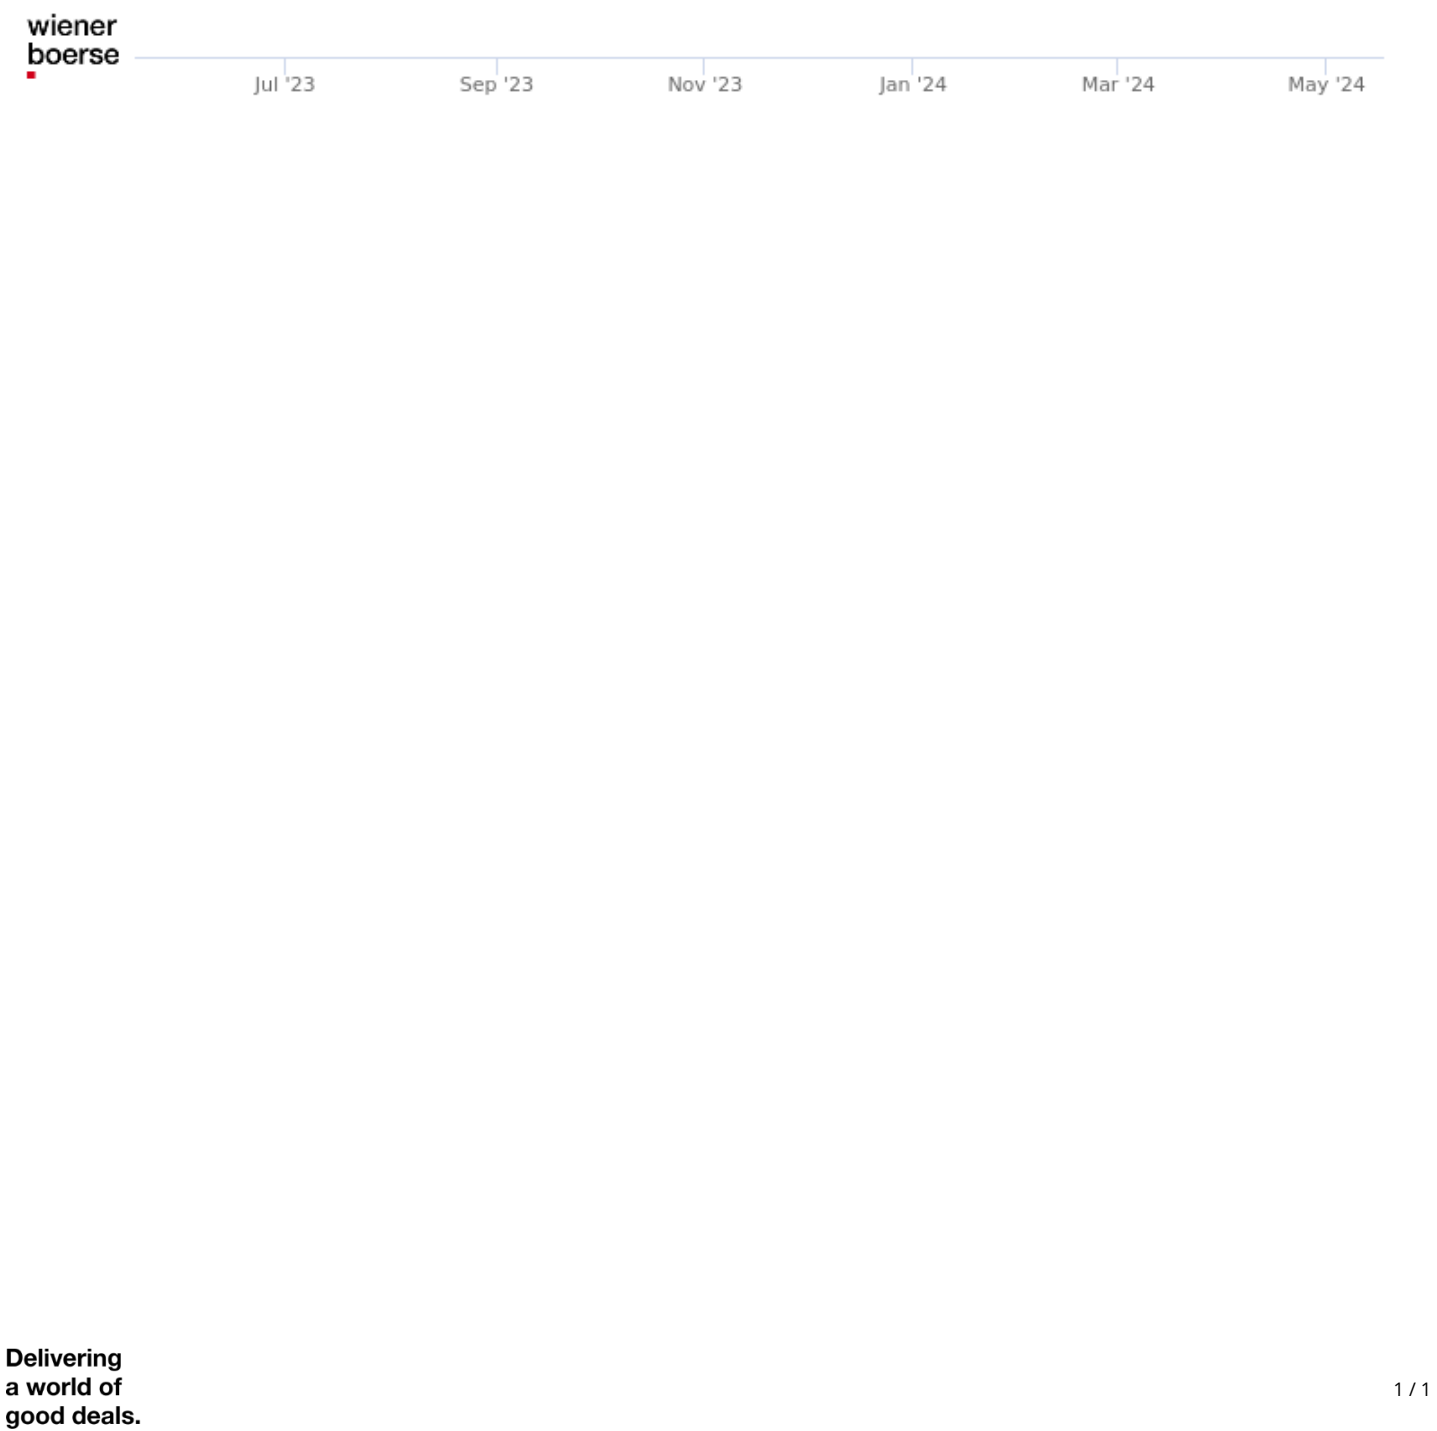 wiener
boerse
Jul '23 Sep '23 Nov '23 Jan '24 Mar '24 May '24
Delivering
a world of
good deals.
1 / 1